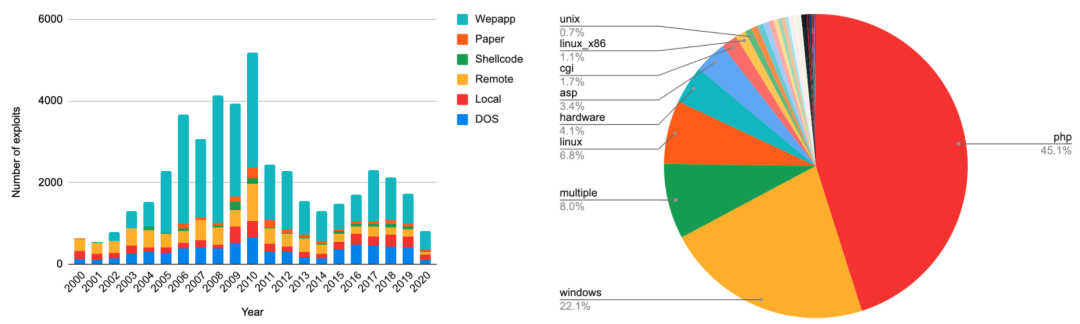 6000
4000
2000
0
Number of exploits
2000 2001 2002 2003 2004 2005 2006 2007 2008 2009 2010 2011 2012 2013 2014 2015 2016 2017 2018 2019 2020
Year
Wepapp
Paper
Shellcode
Remote
Local
DOS
unix
0.7%
linux_x86
1.1%
cgi
1.7%
asp
3.4%
hardware
4.1%
linux
6.8%
multiple
8.0%
windows
22.1%
php
45.1%